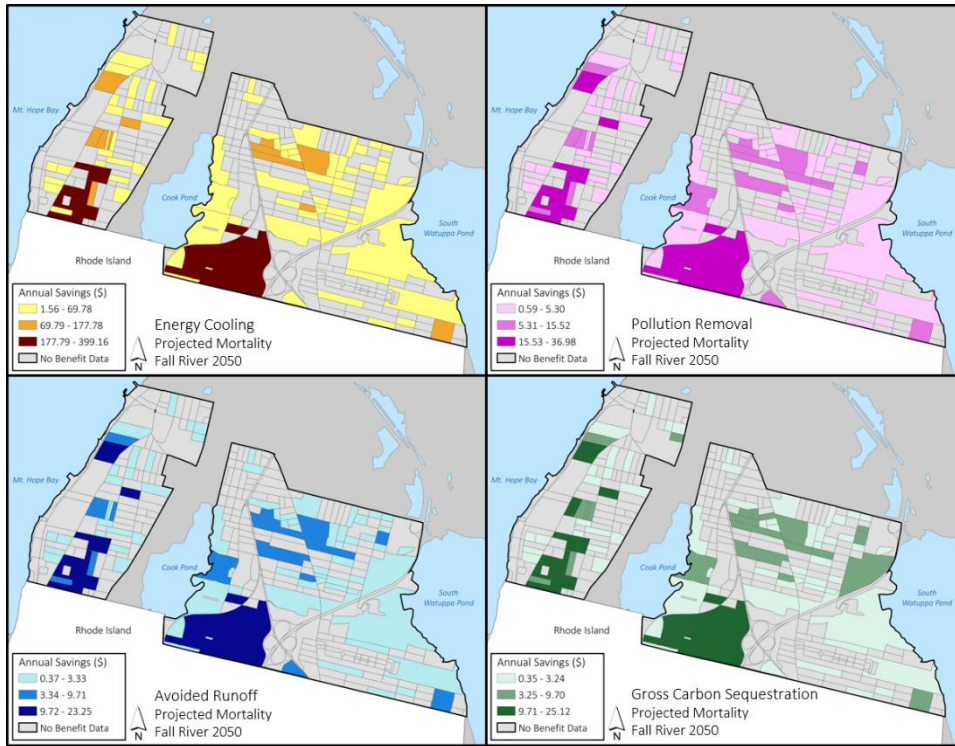 Mt. Hope Bay
Cook Pond
South
Watuppa Pond
Rhode Island
Annual Savings ($)
1.56 - 69.78
69.79 - 177.78
177.79 - 399.16
No Benefit Data
N
Energy Cooling
Projected Mortality
Fall River 2050
Mt. Hope Bay
Cook Pond
South
Watuppa Pond
Rhode Island
Annual Savings ($)
0.59 - 5.30
5.31 - 15.52
15.53 - 36.98
No Benefit Data
N
Pollution Removal
Projected Mortality
Fall River 2050
Mt. Hope Bay
Cook Pond
South
Watuppa Pond
Rhode Island
Annual Savings ($)
0.37 - 3.33
3.34 - 9.71
9.72 - 23.25
No Benefit Data
N
Avoided Runoff
Projected Mortality
Fall River 2050
Mt. Hope Bay
Cook Pond
South
Watuppa Pond
Rhode Island
Annual Savings ($)
0.35 - 3.24
3.25 - 9.70
9.71 - 25.12
No Benefit Data
N
Gross Carbon Sequestration
Projected Mortality
Fall River 2050